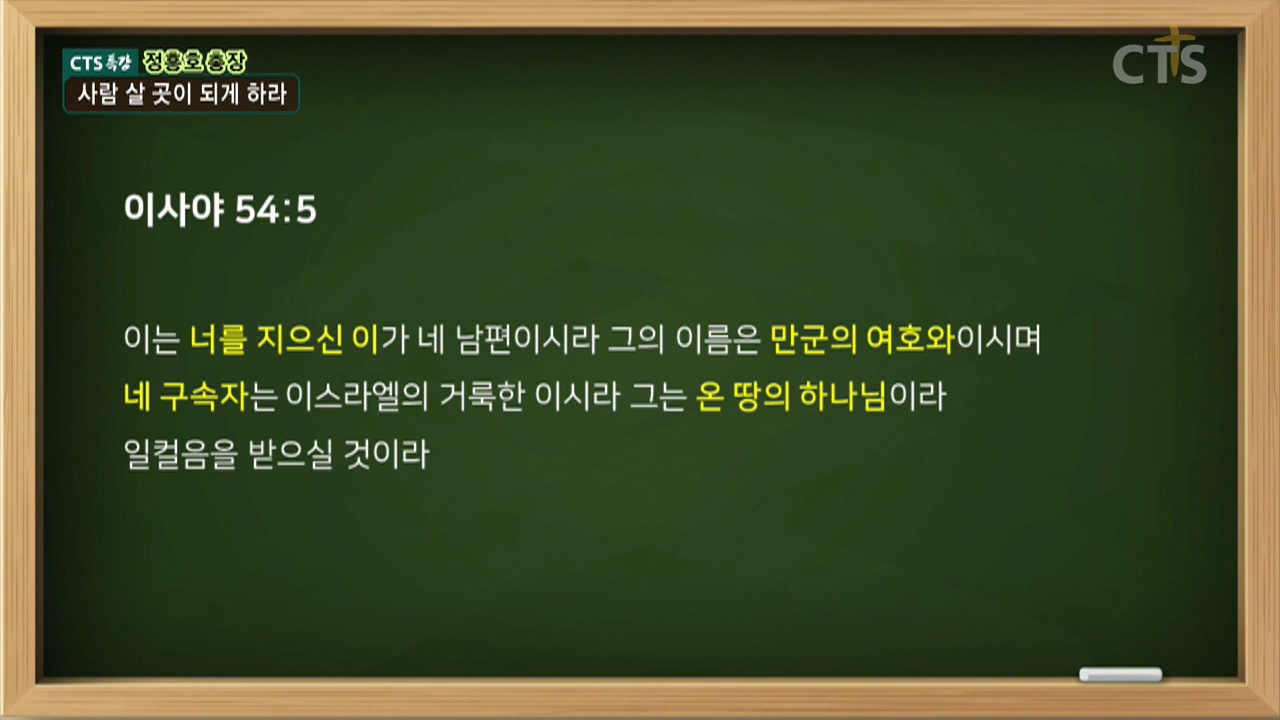 CTS특강 정흥호 총장
사람 살 곳이 되게 하라
CTS
이사야 54:5
이는 너를 지으신 이가 네 남편이시라 그의 이름은 만군의 여호와이시며
네 구속자는 이스라엘의 거룩한 이시라 그는 온 땅의 하나님이라
일컬음을 받으실 것이라